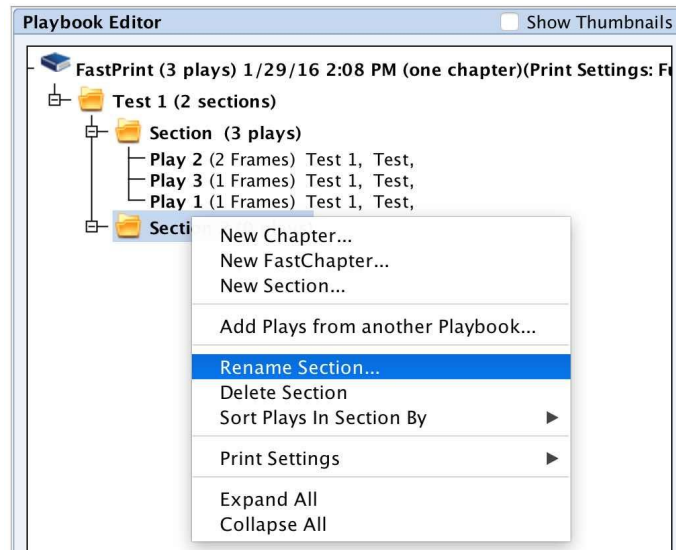 Playbook Editor Show Thumbnails
FastPrint (3 plays) 1/29/16 2:08 PM (one chapter)(Print Settings:
Test 1 (2 sections)
Section (3 plays)
Play 2 (2 Frames) Test 1, Test,
Play 3 (1 Frames) Test 1, Test,
Play 1 (1 Frames) Test 1, Test,
New Chapter...
New FastChapter...
New Section...
Add Plays from another Playbook...
Rename Section...
Delete Section
Sort Plays In Section By
Print Settings
Expand All
Collapse All